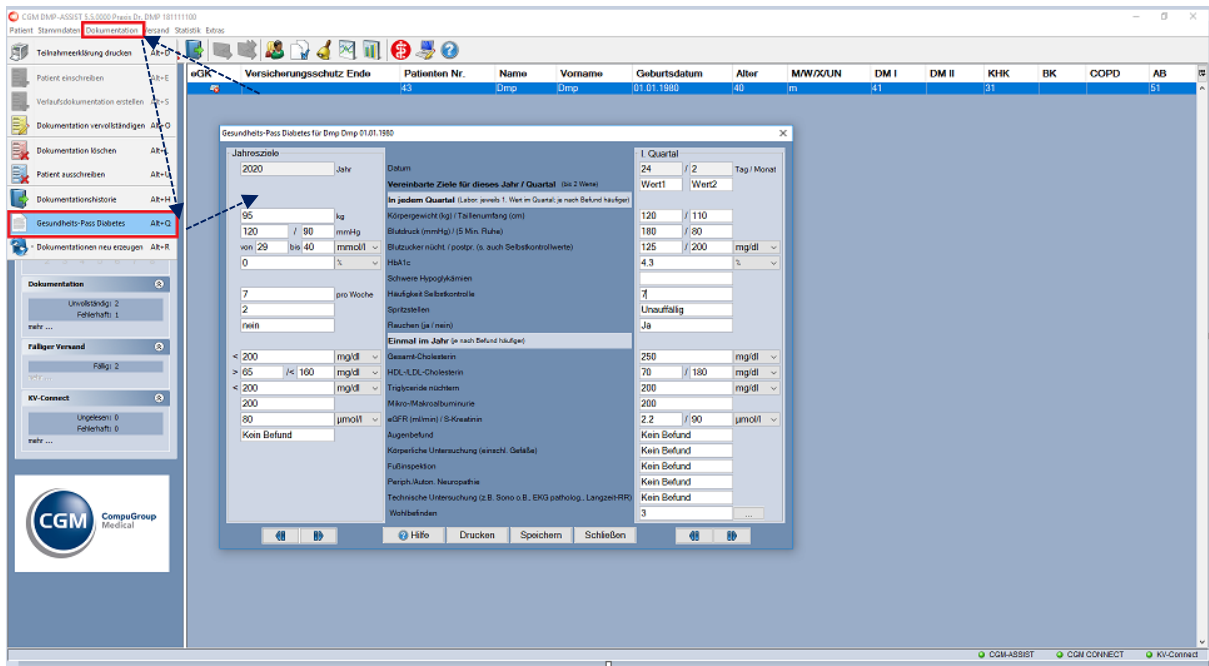 CGM DMP-ASSIST 5.5.0000 Praxis Dr. DMP 181111100
Patient Stammdaten Dokumentation Versand Statistik Extras
Teilnahmeerklärung drucken Alt+D
Patient einschreiben Alt+E
Verlaufsdokumentation erstellen Alt+S
Dokumentation vervollständigen Alt+O
Dokumentation löschen Alt+L
Patient ausschreiben Alt+U
Dokumentationshistorie Alt+H
Gesundheits-Pass Diabetes Alt+Q
Dokumentationen neu erzeugen Alt+R
eGK Versicherungsschutz Ende Patienten Nr. Name Vorname Geburtsdatum Alter M/W/X/UN DM I DM II KHK BK COPD AB
43 Dmp Dmp 01.01.1980 40 m 41 31 51
Dokumentation
Unvollständig: 2
Fehlerhaft: 1
mehr ...
Fälliger Versand
Fällig: 2
KV-Connect
Ungelesen: 0
Fehlerhaft: 0
mehr ...
CGM CompuGroup
Medical
Gesundheits-Pass Diabetes für Dmp Dmp 01.01.1980
Jahresziele I. Quartal
2020 Jahr Datum 24 / 2 Tag / Monat
Vereinbarte Ziele für dieses Jahr / Quartal (bis 2 Werte) Wert1 Wert2
In jedem Quartal (Labor: jeweils 1. Wert im Quartal; je nach Befund häufiger)
95 kg Körpergewicht (kg) / Taillenumfang (cm) 120 / 110
120 / 90 mmHg Blutdruck (mmHg) / (5 Min. Ruhe) 180 / 80
von 29 bis 40 mmol/l Blutzucker nücht. / postpr. (s. auch Selbstkontrollwerte) 125 / 200 mg/dl
0 % HbA1c 4.3 %
Schwere Hypoglykämien
7 pro Woche Häufigkeit Selbstkontrolle 7
2 Spritzstellen Unauffällig
nein Rauchen (ja / nein) Ja
Einmal im Jahr (je nach Befund häufiger)
< 200 mg/dl Gesamt-Cholesterin 250 mg/dl
> 65 /< 160 mg/dl HDL-/LDL-Cholesterin 70 / 180 mg/dl
< 200 mg/dl Triglyceride nüchtern 200 mg/dl
200 Mikro-/Makroalbuminurie 200
80 µmol/l eGFR (ml/min) / S-Kreatinin 2.2 / 90 µmol/l
Kein Befund Augenbefund Kein Befund
Körperliche Untersuchung (einschl. Gefäße) Kein Befund
Fußinspektion Kein Befund
Periph./Auton. Neuropathie Kein Befund
Technische Untersuchung (z.B. Sono o.B., EKG patholog., Langzeit-RR) Kein Befund
Wohlbefinden 3 ...
Hilfe Drucken Speichern Schließen
CGM-ASSIST CGM CONNECT KV-Connect